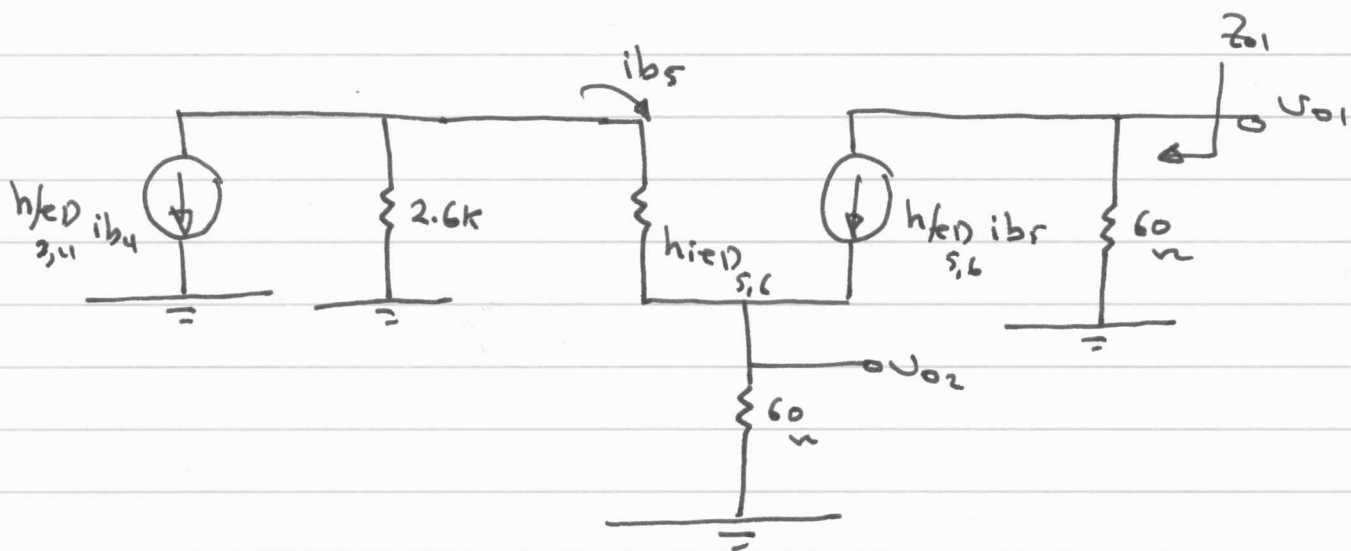 Zo1
ib5
vo1
hfeD ib4
3,4
2.6K
hieD
5,6
hfeD ib5
5,6
60
Ω
vo2
60
Ω